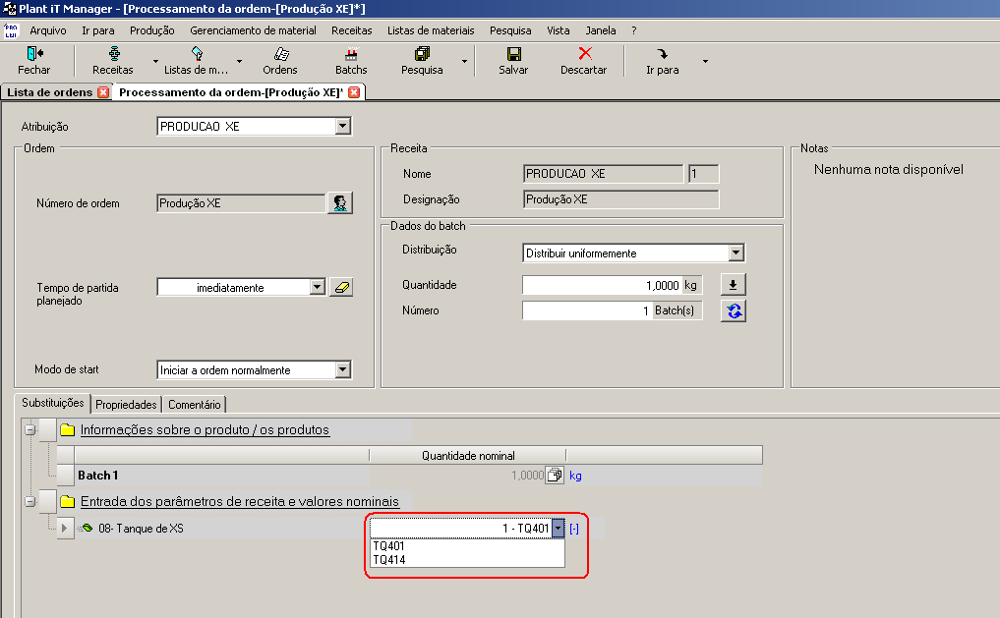 Plant iT Manager - [Processamento da ordem-[Produção XE]*]
Arquivo Ir para Produção Gerenciamento de material Receitas Listas de materiais Pesquisa Vista Janela ?
Fechar Receitas Listas de m... Ordens Batchs Pesquisa Salvar Descartar Ir para
Lista de ordens Processamento da ordem-[Produção XE]*
Atribuição PRODUCAO XE
Ordem
Número de ordem Produção XE
Tempo de partida planejado imediatamente
Modo de start Iniciar a ordem normalmente
Receita
Nome PRODUCAO XE 1
Designação Produção XE
Dados do batch
Distribuição Distribuir uniformemente
Quantidade 1,0000 kg
Número 1 Batch(s)
Notas
Nenhuma nota disponível
Substituições Propriedades Comentário
Informações sobre o produto / os produtos
Quantidade nominal
Batch 1 1,0000 kg
Entrada dos parâmetros de receita e valores nominais
08- Tanque de XS 1 - TQ401 [-]
TQ401
TQ414